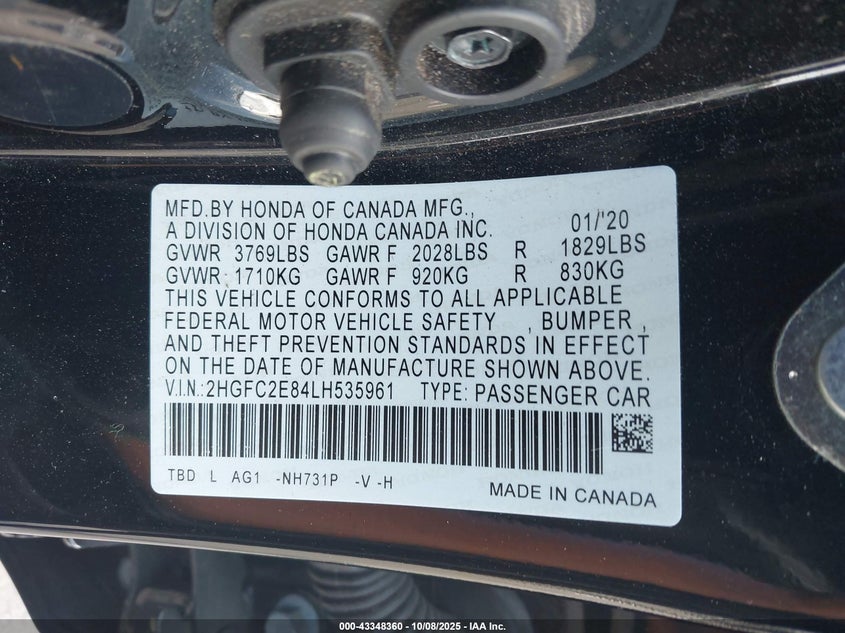 MFD.BY HONDA OF CANADA MFG.,
A DIVISION OF HONDA CANADA INC. 01/'20
GVWR 3769LBS GAWR F 2028LBS R 1829LBS
GVWR 1710KG GAWR F 920KG R 830KG
THIS VEHICLE CONFORMS TO ALL APPLICABLE
FEDERAL MOTOR VEHICLE SAFETY , BUMPER ,
AND THEFT PREVENTION STANDARDS IN EFFECT
ON THE DATE OF MANUFACTURE SHOWN ABOVE.
V.I.N.:2HGFC2E84LH535961 TYPE: PASSENGER CAR
TBD L AG1 -NH731P -V -H
MADE IN CANADA
000-43348360 - 10/08/2025 - IAA Inc.